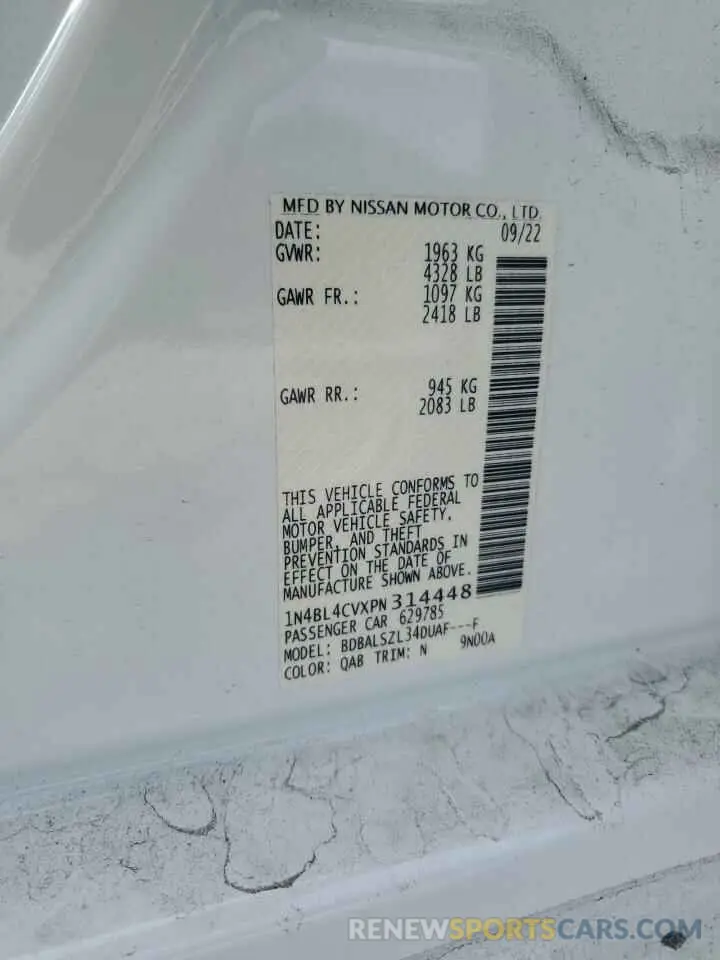 MFD BY NISSAN MOTOR CO., LTD.
DATE: 09/22
GVWR: 1963 KG
4328 LB
GAWR FR.: 1097 KG
2418 LB
GAWR RR.: 945 KG
2083 LB
THIS VEHICLE CONFORMS TO
ALL APPLICABLE FEDERAL
MOTOR VEHICLE SAFETY,
BUMPER, AND THEFT
PREVENTION STANDARDS IN
EFFECT ON THE DATE OF
MANUFACTURE SHOWN ABOVE.
1N4BL4CVXPN314448
PASSENGER CAR 629785
MODEL: BDBALSZL34DUAF---F
COLOR: QAB TRIM: N 9N00A
RENEWSPORTSCARS.COM